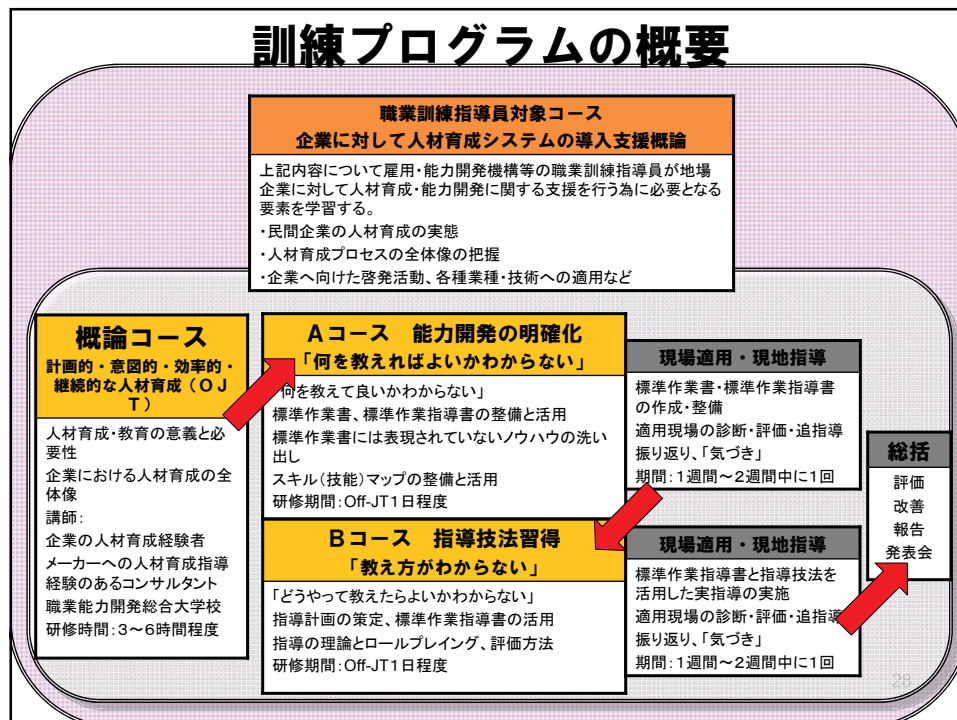 訓練プログラムの概要
職業訓練指導員対象コース
企業に対して人材育成システムの導入支援概論
上記内容について雇用・能力開発機構等の職業訓練指導員が地場
企業に対して人材育成・能力開発に関する支援を行う為に必要となる
要素を学習する。
・民間企業の人材育成の実態
・人材育成プロセスの全体像の把握
・企業へ向けた啓発活動、各種業種・技術への適用など
概論コース
計画的・意図的・効率的・
継続的な人材育成（ＯＪ
Ｔ）
人材育成・教育の意義と必
要性
企業における人材育成の全
体像
講師：
企業の人材育成経験者
メーカーへの人材育成指導
経験のあるコンサルタント
職業能力開発総合大学校
研修時間：3～6時間程度
Ａコース　能力開発の明確化
「何を教えればよいかわからない」
何を教えて良いかわからない」
標準作業書、標準作業指導書の整備と活用
標準作業書には表現されていないノウハウの洗い
出し
スキル（技能）マップの整備と活用
研修期間：Off-JT1日程度
現場適用・現地指導
標準作業書・標準作業指導書
の作成・整備
適用現場の診断・評価・追指導
振り返り、「気づき」
期間：1週間～2週間中に1回
Ｂコース　指導技法習得
「教え方がわからない」
「どうやって教えたらよいかわからない」
指導計画の策定、標準作業指導書の活用
指導の理論とロールプレイング、評価方法
研修期間：Off-JT1日程度
現場適用・現地指導
標準作業指導書と指導技法を
活用した実指導の実施
適用現場の診断・評価・追指導
振り返り、「気づき」
期間：1週間～2週間中に1回
総括
評価
改善
報告
発表会
28